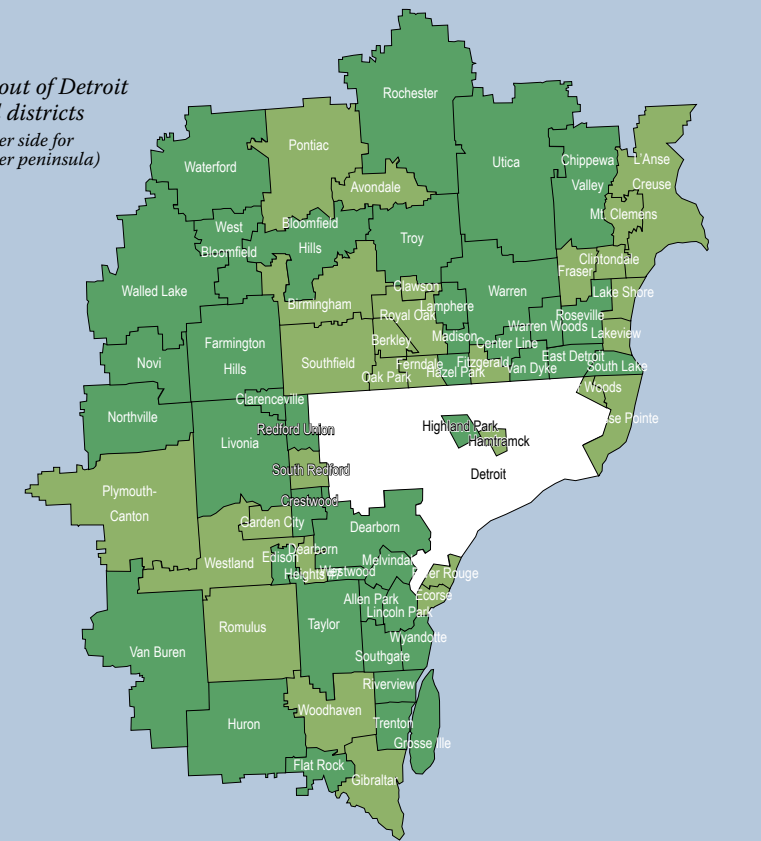 out of Detroit
districts
er side for
er peninsula)
Rochester
Pontiac
Waterford
Utica
Chippewa
Valley
L'Anse
Creuse
Avondale
Mt. Clemens
West
Bloomfield
Bloomfield
Hills
Troy
Clintondale
Fraser
Walled Lake
Birmingham
Clawson
Warren
Lake Shore
Lamphere
Royal Oak
Roseville
Warren Woods
Lakeview
Farmington
Hills
Berkley
Madison
Center Line
Novi
Southfield
Ferndale
Fitzgerald
East Detroit
Oak Park
Hazel Park
Van Dyke
South Lake
Woods
Clarenceville
Northville
Redford Union
Highland Park
se Pointe
Livonia
Hamtramck
South Redford
Detroit
Plymouth-
Canton
Crestwood
Garden City
Dearborn
Westland
Edison
Dearborn
Heights #7
Westwood
Melvindale
River Rouge
Ecorse
Allen Park
Lincoln Park
Romulus
Taylor
Wyandotte
Van Buren
Southgate
Riverview
Woodhaven
Huron
Trenton
Grosse Ile
Flat Rock
Gibraltar